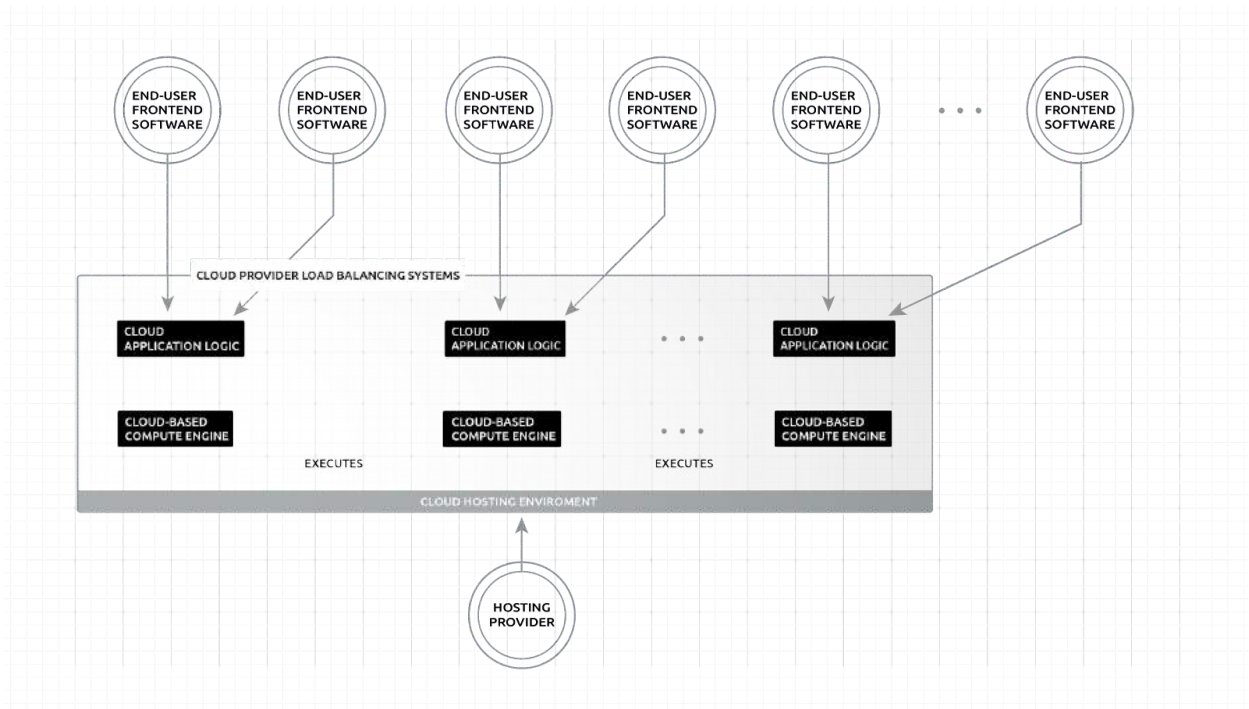 END-USER
FRONTEND
SOFTWARE
END-USER
FRONTEND
SOFTWARE
END-USER
FRONTEND
SOFTWARE
END-USER
FRONTEND
SOFTWARE
END-USER
FRONTEND
SOFTWARE
END-USER
FRONTEND
SOFTWARE
CLOUD PROVIDER LOAD BALANCING SYSTEMS
CLOUD
APPLICATION LOGIC
CLOUD
APPLICATION LOGIC
CLOUD
APPLICATION LOGIC
CLOUD-BASED
COMPUTE ENGINE
CLOUD-BASED
COMPUTE ENGINE
CLOUD-BASED
COMPUTE ENGINE
EXECUTES
EXECUTES
CLOUD HOSTING ENVIROMENT
HOSTING
PROVIDER